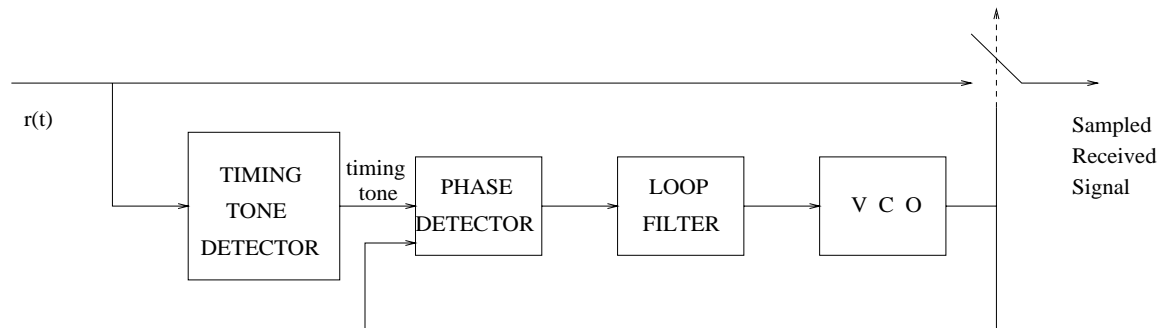 r(t)
TIMING
TONE
DETECTOR
timing
tone
PHASE
DETECTOR
LOOP
FILTER
V C O
Sampled
Received
Signal